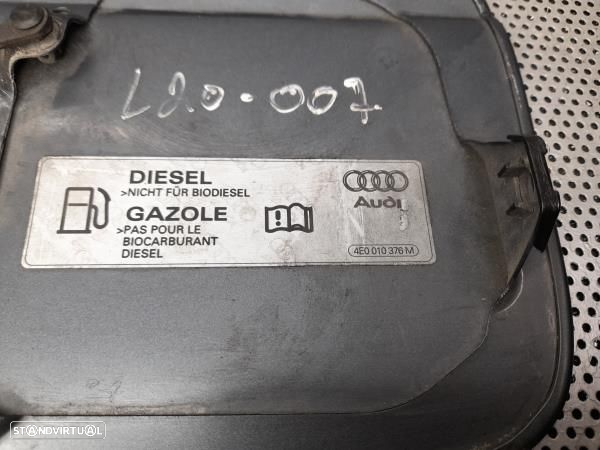 L20-007
DIESEL
>NICHT FÜR BIODIESEL
GAZOLE
>PAS POUR LE
BIOCARBURANT
DIESEL
Audi
4E0 010 376 M
STANDVIRTUAL